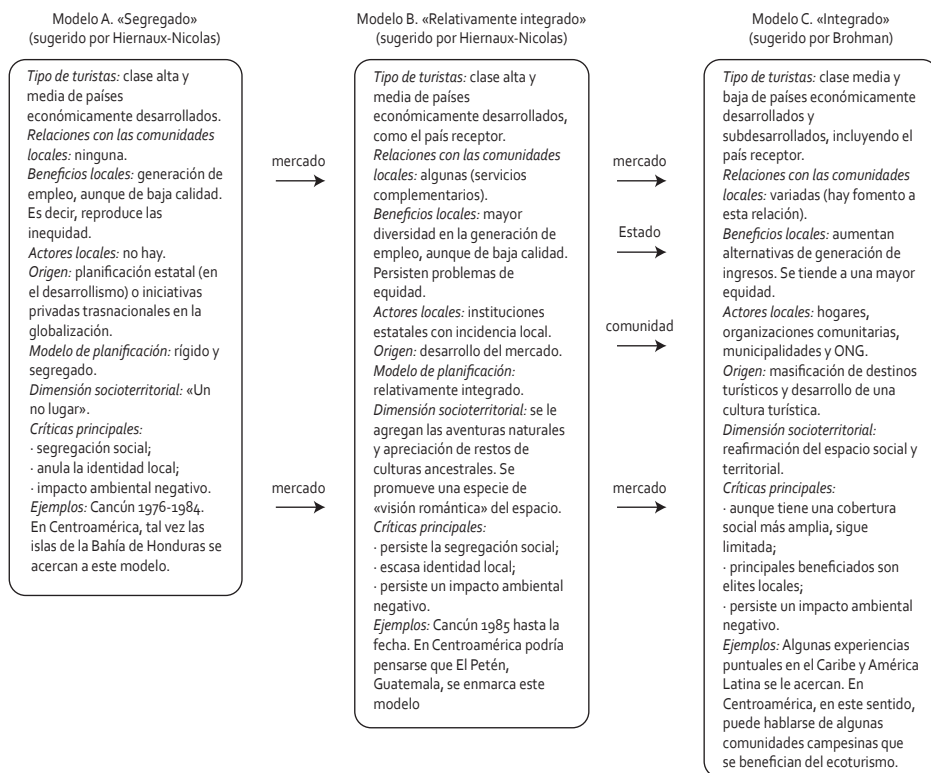 Modelo A. «Segregado»
(sugerido por Hiernaux-Nicolas)
Tipo de turistas: clase alta y
media de países
económicamente desarrollados.
Relaciones con las comunidades
locales: ninguna.
Beneficios locales: generación de
empleo, aunque de baja calidad.
Es decir, reproduce las
inequidad.
Actores locales: no hay.
Origen: planificación estatal (en
el desarrollismo) o iniciativas
privadas trasnacionales en la
globalización.
Modelo de planificación: rígido y
segregado.
Dimensión socioterritorial: «Un
no lugar».
Críticas principales:
· segregación social;
· anula la identidad local;
· impacto ambiental negativo.
Ejemplos: Cancún 1976-1984.
En Centroamérica, tal vez las
islas de la Bahía de Honduras se
acercan a este modelo.
mercado
mercado
Modelo B. «Relativamente integrado»
(sugerido por Hiernaux-Nicolas)
Tipo de turistas: clase alta y
media de países
económicamente desarrollados,
como el país receptor.
Relaciones con las comunidades
locales: algunas (servicios
complementarios).
Beneficios locales: mayor
diversidad en la generación de
empleo, aunque de baja calidad.
Persisten problemas de
equidad.
Actores locales: instituciones
estatales con incidencia local.
Origen: desarrollo del mercado.
Modelo de planificación:
relativamente integrado.
Dimensión socioterritorial: se le
agregan las aventuras naturales
y apreciación de restos de
culturas ancestrales. Se
promueve una especie de
«visión romántica» del espacio.
Críticas principales:
· persiste la segregación social;
· escasa identidad local;
· persiste un impacto ambiental
negativo.
Ejemplos: Cancún 1985 hasta la
fecha. En Centroamérica podría
pensarse que El Petén,
Guatemala, se enmarca este
modelo
mercado
Estado
comunidad
mercado
Modelo C. «Integrado»
(sugerido por Brohman)
Tipo de turistas: clase media y
baja de países económicamente
desarrollados y
subdesarrollados, incluyendo el
país receptor.
Relaciones con las comunidades
locales: variadas (hay fomento a
esta relación).
Beneficios locales: aumentan
alternativas de generación de
ingresos. Se tiende a una mayor
equidad.
Actores locales: hogares,
organizaciones comunitarias,
municipalidades y ONG.
Origen: masificación de destinos
turísticos y desarrollo de una
cultura turística.
Dimensión socioterritorial:
reafirmación del espacio social y
territorial.
Críticas principales:
· aunque tiene una cobertura
social más amplia, sigue
limitada;
· principales beneficiados son
elites locales;
· persiste un impacto ambiental
negativo.
Ejemplos: Algunas experiencias
puntuales en el Caribe y América
Latina se le acercan. En
Centroamérica, en este sentido,
puede hablarse de algunas
comunidades campesinas que
se benefician del ecoturismo.